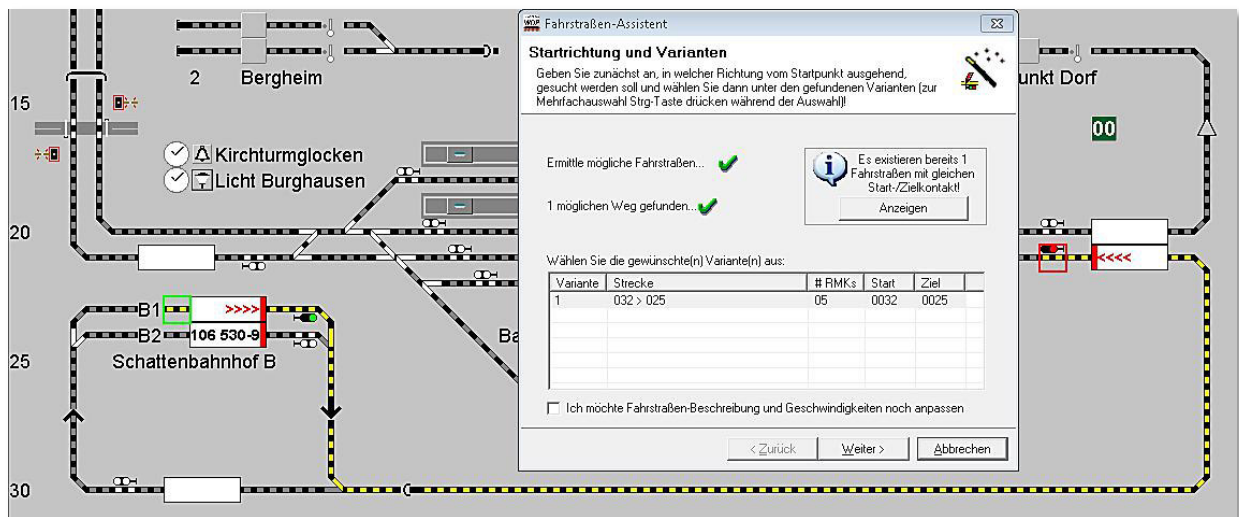 2 Bergheim
15
Kirchturmglocken
Licht Burghausen
20
B1 >>>>
B2 106 530-9
Schattenbahnhof B
25
30
Fahrstraßen-Assistent
Startrichtung und Varianten
Geben Sie zunächst an, in welcher Richtung vom Startpunkt ausgehend,
gesucht werden soll und wählen Sie dann unter den gefundenen Varianten (zur
Mehrfachauswahl Strg-Taste drücken während der Auswahl)!
Ermittle mögliche Fahrstraßen...
1 möglichen Weg gefunden...
Es existieren bereits 1
Fahrstraßen mit gleichen
Start-/Zielkontakt!
Anzeigen
Wählen Sie die gewünschte(n) Variante(n) aus:
Variante Strecke # RMKs Start Ziel
1 032 > 025 05 0032 0025
Ich möchte Fahrstraßen-Beschreibung und Geschwindigkeiten noch anpassen
< Zurück Weiter > Abbrechen
unkt Dorf
00
<<<<
Ba